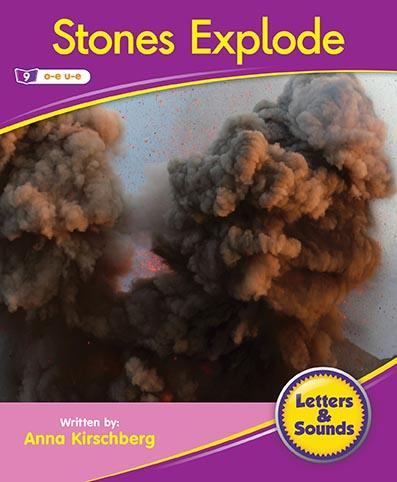 Stones Explode
9 o-e u-e
Written by:
Anna Kirschberg
Letters
&
Sounds